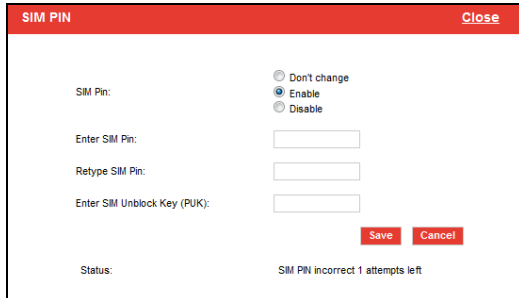 SIM PIN Close
Don't change
SIM Pin: Enable
Disable
Enter SIM Pin:
Retype SIM Pin:
Enter SIM Unblock Key (PUK):
Save Cancel
Status: SIM PIN incorrect 1 attempts left